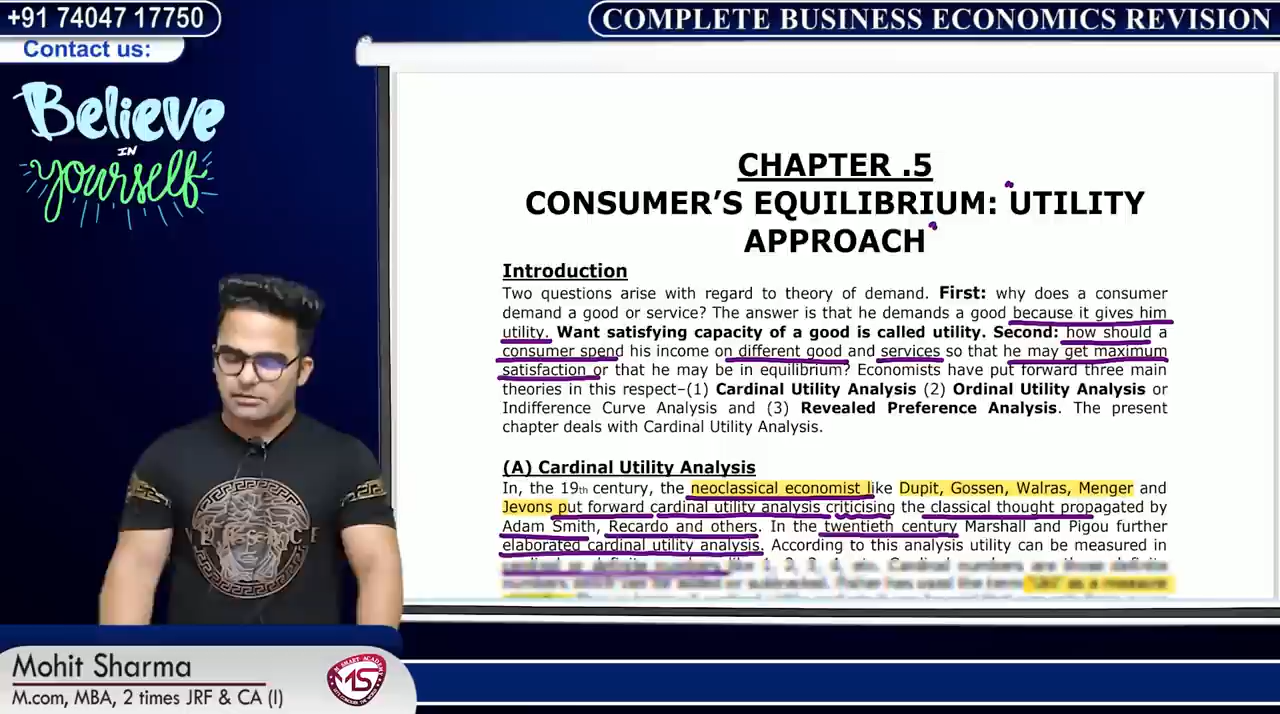 +91 74047 17750
Contact us:
COMPLETE BUSINESS ECONOMICS REVISION
Believe
IN
yourself
CHAPTER .5
CONSUMER’S EQUILIBRIUM: UTILITY
APPROACH
Introduction
Two questions arise with regard to theory of demand. First: why does a consumer
demand a good or service? The answer is that he demands a good because it gives him
utility. Want satisfying capacity of a good is called utility. Second: how should a
consumer spend his income on different good and services so that he may get maximum
satisfaction or that he may be in equilibrium? Economists have put forward three main
theories in this respect–(1) Cardinal Utility Analysis (2) Ordinal Utility Analysis or
Indifference Curve Analysis and (3) Revealed Preference Analysis. The present
chapter deals with Cardinal Utility Analysis.
(A) Cardinal Utility Analysis
In, the 19th century, the neoclassical economist like Dupit, Gossen, Walras, Menger and
Jevons put forward cardinal utility analysis criticising the classical thought propagated by
Adam Smith, Recardo and others. In the twentieth century Marshall and Pigou further
elaborated cardinal utility analysis. According to this analysis utility can be measured in
Mohit Sharma
M.com, MBA, 2 times JRF & CA (I)
MS